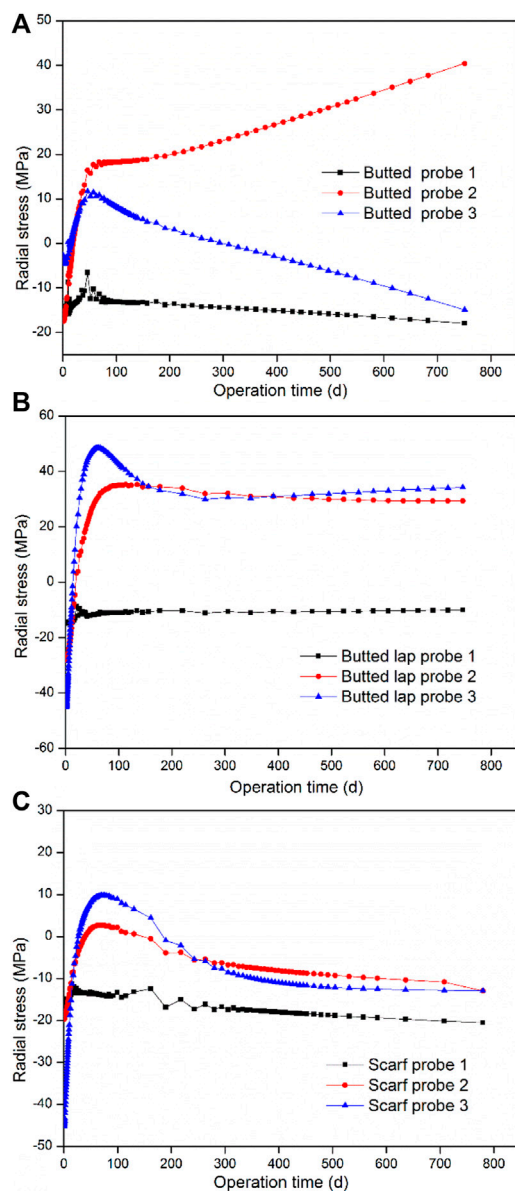 A
50
40
30
20
10
0
-10
-20
Radial stress (MPa)
Butted probe 1
Butted probe 2
Butted probe 3
0 100 200 300 400 500 600 700 800
Operation time (d)
B
60
40
20
0
-20
-40
-60
Radial stress (MPa)
Butted lap probe 1
Butted lap probe 2
Butted lap probe 3
0 100 200 300 400 500 600 700 800
Operation time (d)
C
30
20
10
0
-10
-20
-30
-40
-50
Radial stress (MPa)
Scarf probe 1
Scarf probe 2
Scarf probe 3
0 100 200 300 400 500 600 700 800
Operation time (d)